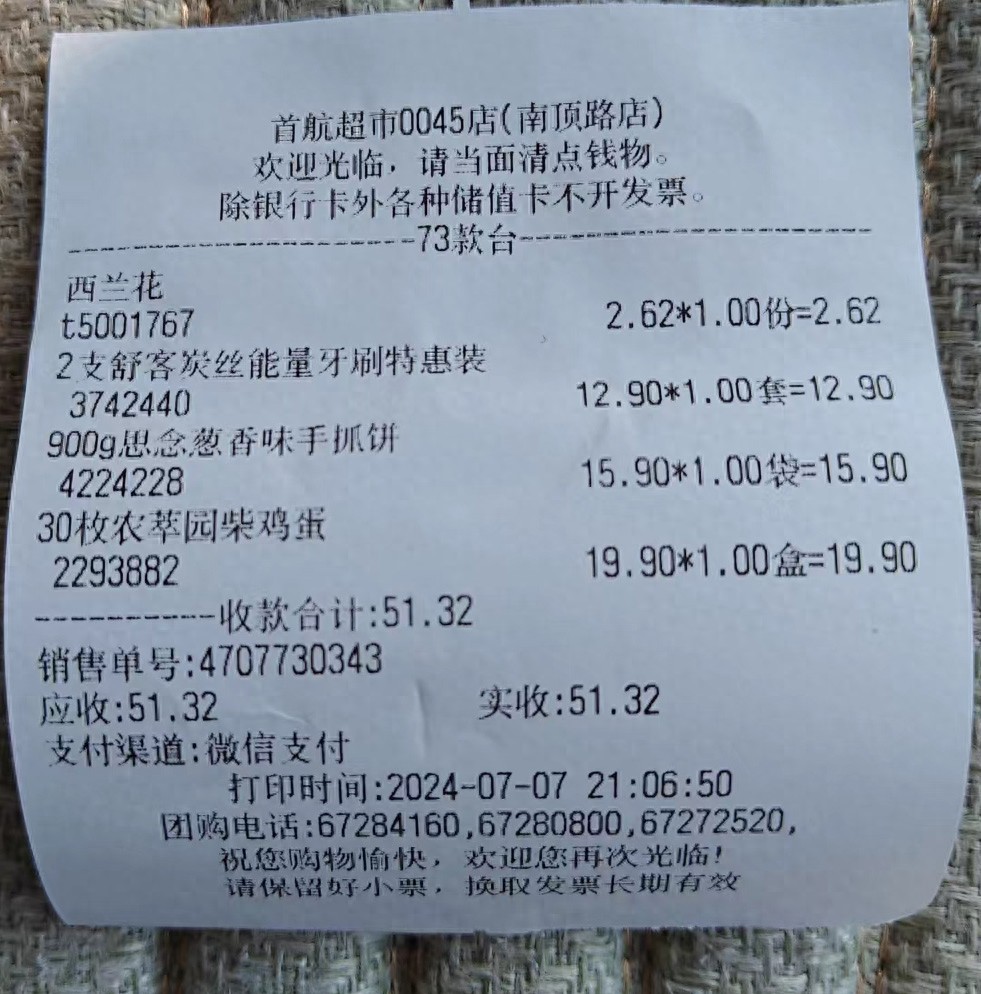 首航超市0045店(南顶路店)
欢迎光临，请当面清点钱物。
除银行卡外各种储值卡不开发票。
--------------------73款台--------------------
西兰花
t5001767 2.62*1.00份=2.62
2支舒客炭丝能量牙刷特惠装
3742440 12.90*1.00套=12.90
900g思念葱香味手抓饼
4224228 15.90*1.00袋=15.90
30枚农萃园柴鸡蛋
2293882 19.90*1.00盒=19.90
----------收款合计:51.32
销售单号:4707730343
应收:51.32 实收:51.32
支付渠道:微信支付
打印时间:2024-07-07 21:06:50
团购电话:67284160,67280800,67272520,
祝您购物愉快，欢迎您再次光临!
请保留好小票，换取发票长期有效